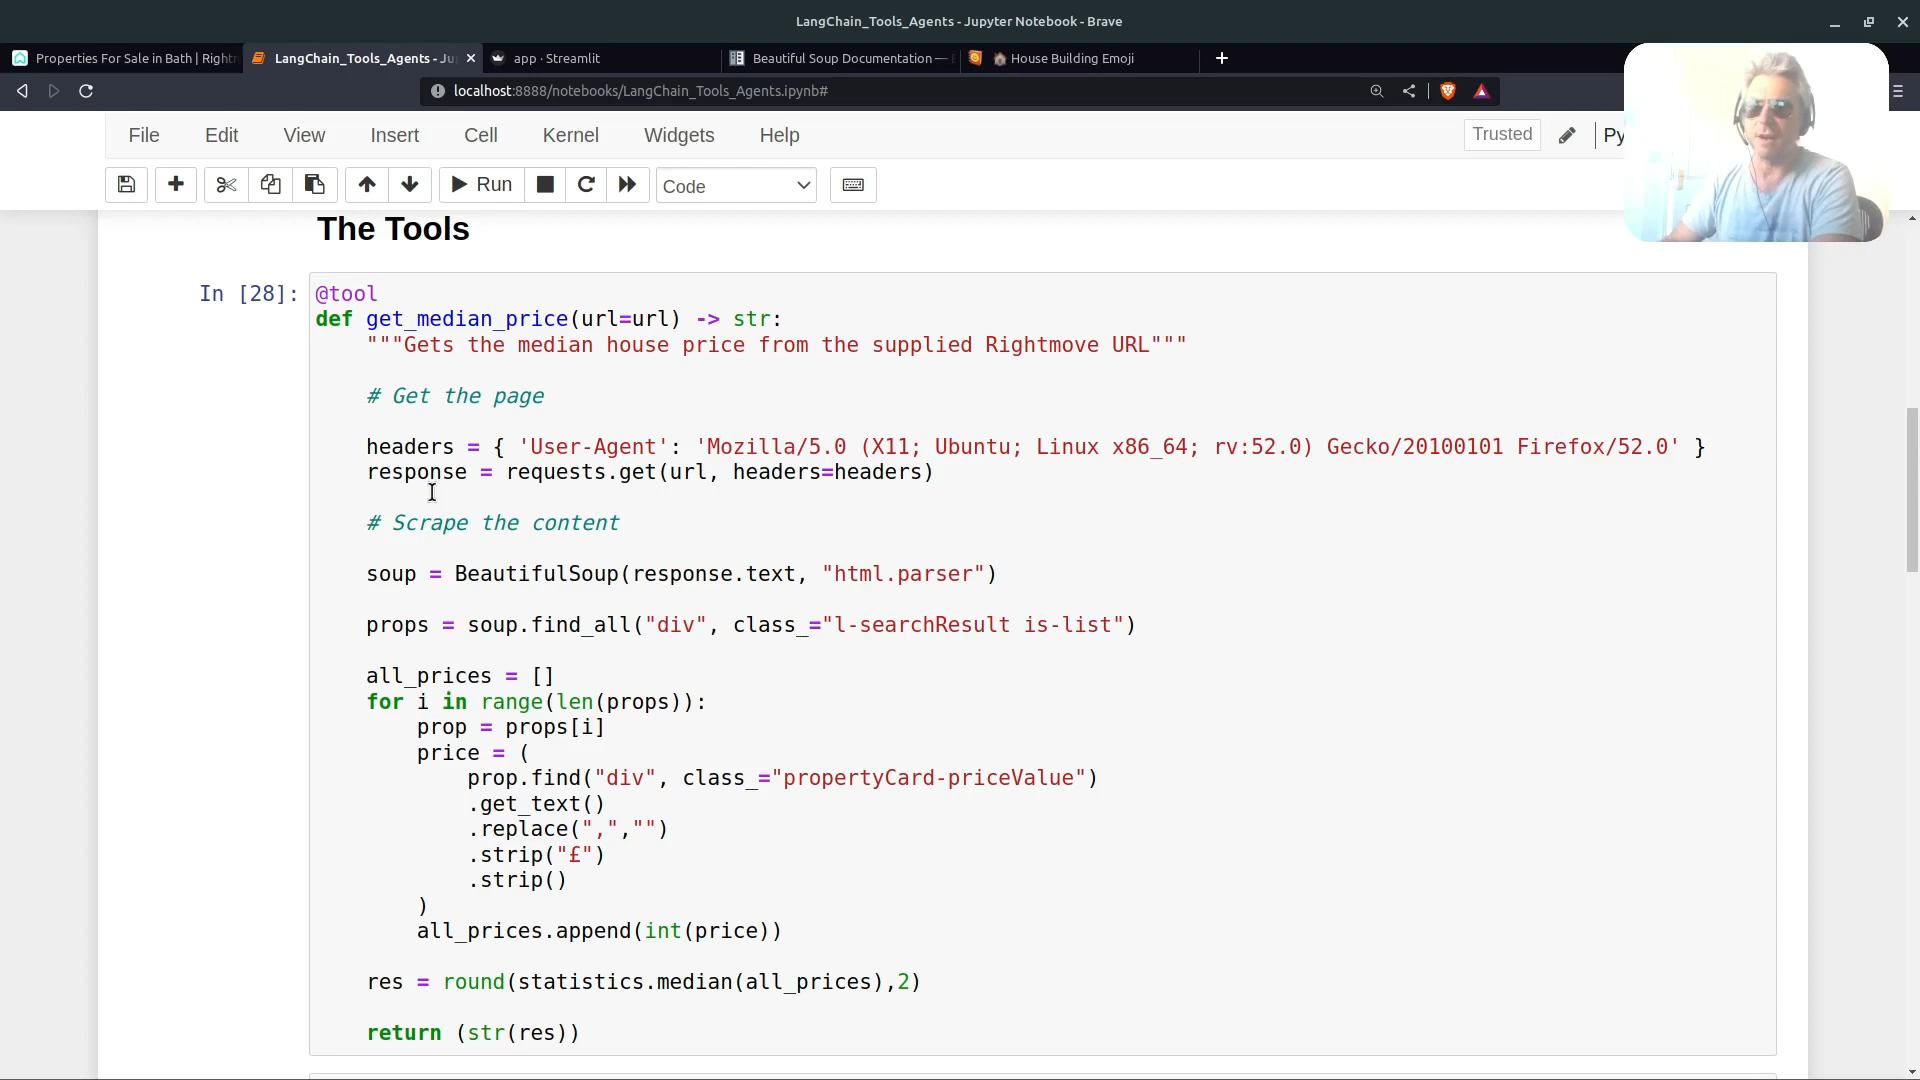 LangChain_Tools_Agents - Jupyter Notebook - Brave
Properties For Sale in Bath | Rightm
LangChain_Tools_Agents - Ju
app · Streamlit
Beautiful Soup Documentation —
🏠 House Building Emoji
localhost:8888/notebooks/LangChain_Tools_Agents.ipynb#
File Edit View Insert Cell Kernel Widgets Help
Trusted
Py
Run
Code
The Tools
In [28]:
@tool
def get_median_price(url=url) -> str:
    """Gets the median house price from the supplied Rightmove URL"""
    # Get the page
    headers = { 'User-Agent': 'Mozilla/5.0 (X11; Ubuntu; Linux x86_64; rv:52.0) Gecko/20100101 Firefox/52.0' }
    response = requests.get(url, headers=headers)
    # Scrape the content
    soup = BeautifulSoup(response.text, "html.parser")
    props = soup.find_all("div", class_="l-searchResult is-list")
    all_prices = []
    for i in range(len(props)):
        prop = props[i]
        price = (
            prop.find("div", class_="propertyCard-priceValue")
            .get_text()
            .replace(",","")
            .strip("£")
            .strip()
        )
        all_prices.append(int(price))
    res = round(statistics.median(all_prices),2)
    return (str(res))